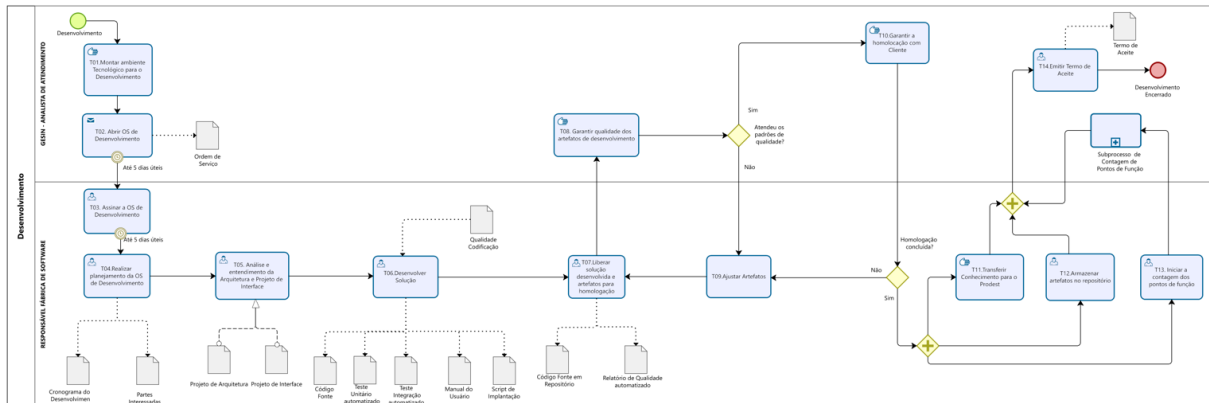 Desenvolvimento
GESIN - ANALISTA DE ATENDIMENTO
RESPONSÁVEL FÁBRICA DE SOFTWARE
Desenvolvimento
T01.Montar ambiente
Tecnológico para o
Desenvolvimento
T02. Abrir OS de
Desenvolvimento
Ordem de
Serviço
Até 5 dias úteis
T03. Assinar a OS de
Desenvolvimento
Até 5 dias úteis
T04.Realizar
planejamento da OS
de Desenvolvimento
Cronograma do
Desenvolvimen
Partes
Interessadas
T05. Análise e
entendimento da
Arquitetura e Projeto de
Interface
Projeto de Arquitetura
Projeto de Interface
Qualidade
Codificação
T06.Desenvolver
Solução
Código
Fonte
Teste
Unitário
automatizado
Teste
Integração
automatizado
Manual do
Usuário
Script de
Implantação
T07.Liberar
solução
desenvolvida e
artefatos para
homologação
Código Fonte em
Repositório
Relatório de Qualidade
automatizado
T08. Garantir qualidade dos
artefatos de desenvolvimento
Atendeu os
padrões de
qualidade?
Sim
Não
T09.Ajustar Artefatos
T10.Garantir a
homolocação com
Cliente
Homologação
concluída?
Não
Sim
T11.Transferir
Conhecimento para o
Prodest
T12.Armazenar
artefatos no repositório
T13. Iniciar a
contagem dos
pontos de função
Subprocesso de
Contagem de
Pontos de Função
T14.Emitir Termo de
Aceite
Termo de
Aceite
Desenvolvimento
Encerrado